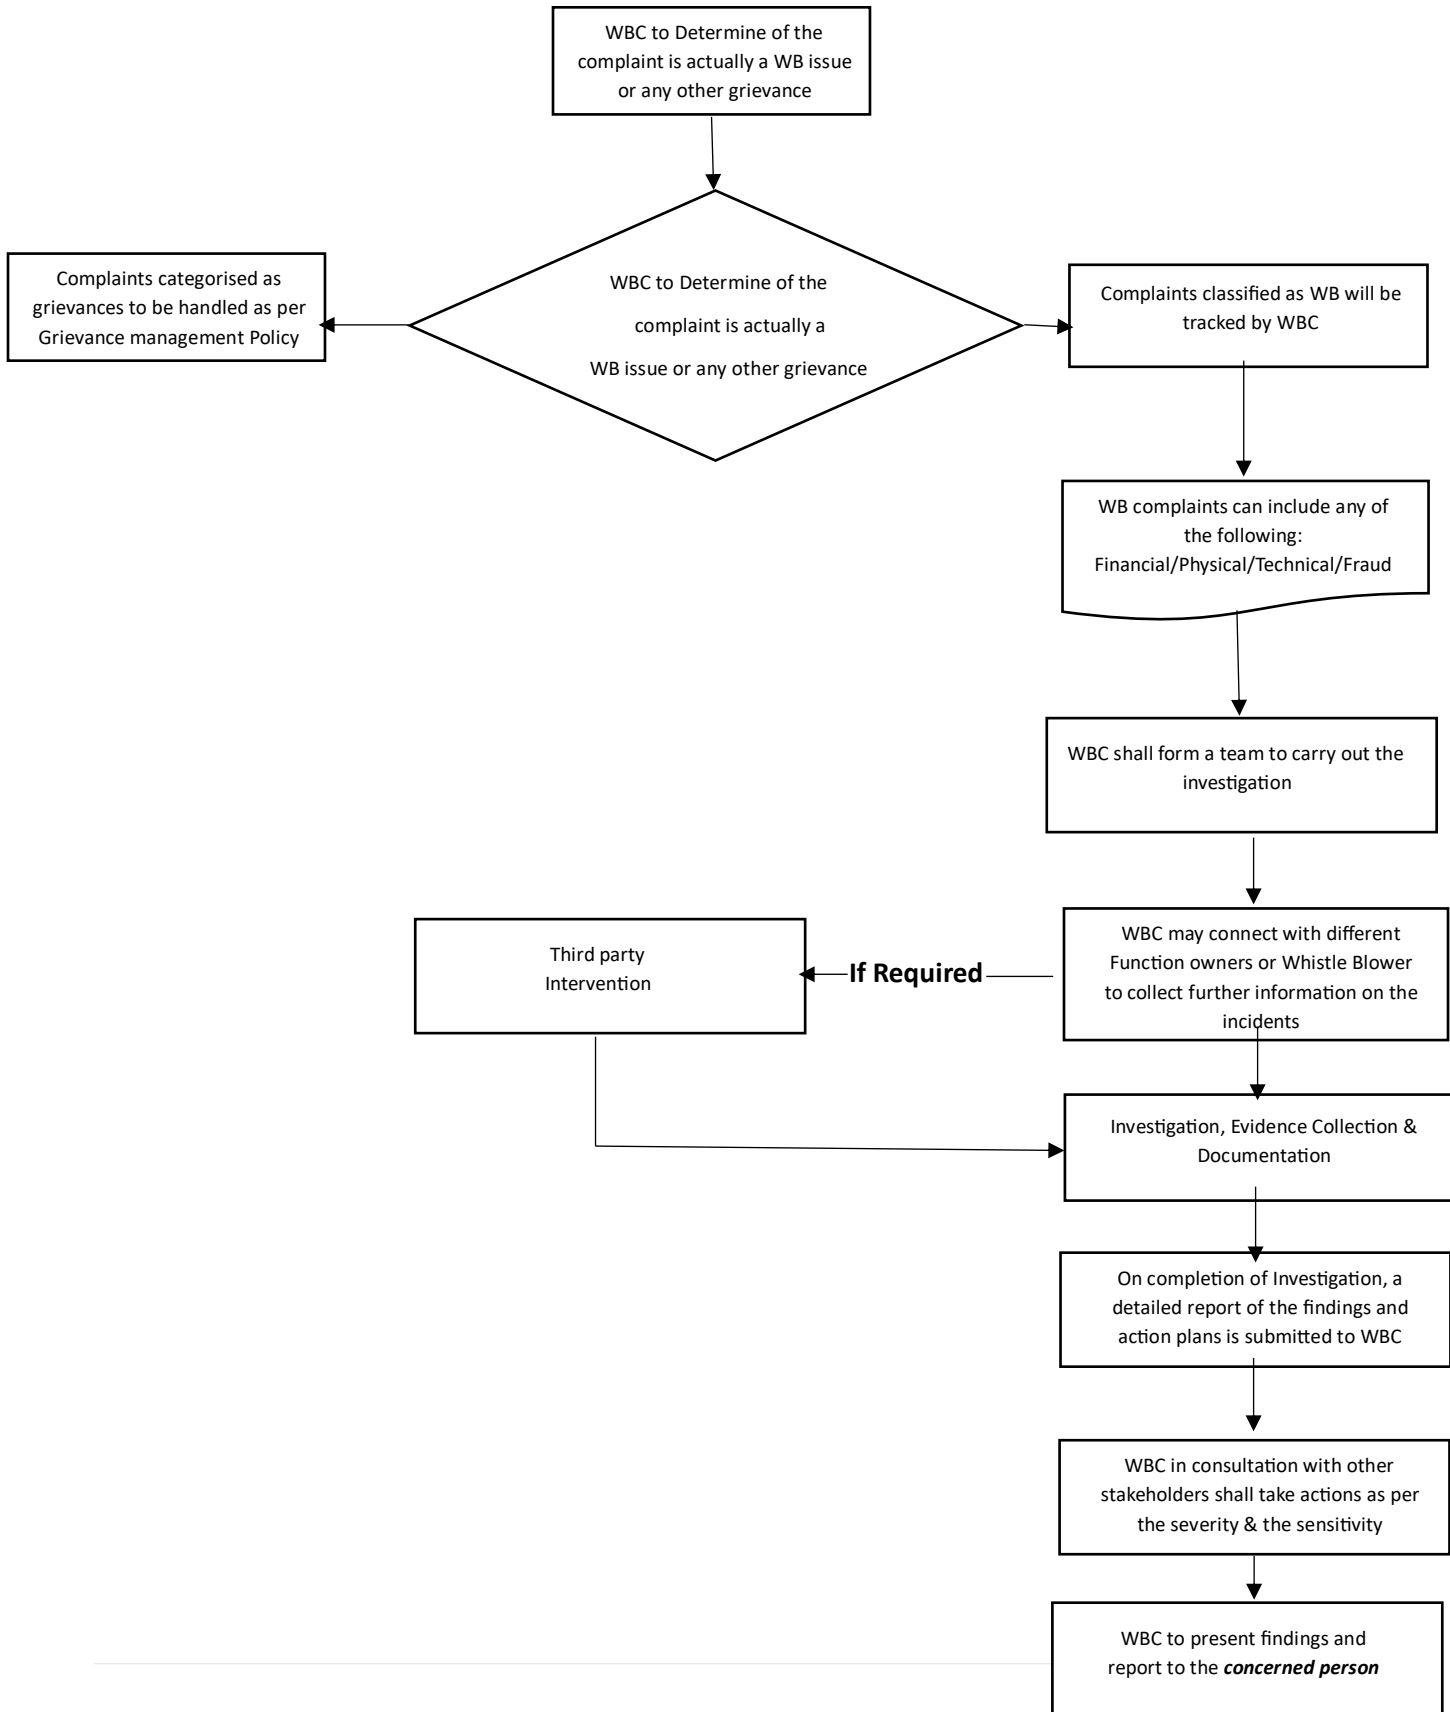 WBC to Determine of the
complaint is actually a WB issue
or any other grievance
Complaints categorised as
grievances to be handled as per
Grievance management Policy
WBC to Determine of the
complaint is actually a
WB issue or any other grievance
Complaints classified as WB will be
tracked by WBC
WB complaints can include any of
the following:
Financial/Physical/Technical/Fraud
WBC shall form a team to carry out the
investigation
Third party
Intervention
If Required
WBC may connect with different
Function owners or Whistle Blower
to collect further information on the
incidents
Investigation, Evidence Collection &
Documentation
On completion of Investigation, a
detailed report of the findings and
action plans is submitted to WBC
WBC in consultation with other
stakeholders shall take actions as per
the severity & the sensitivity
WBC to present findings and
report to the concerned person